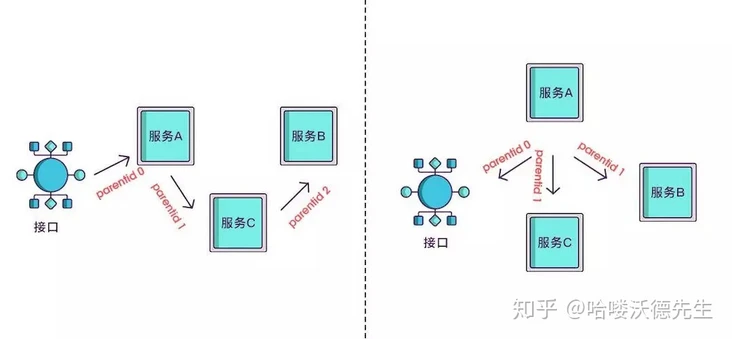 服务A
服务B
parentid 0
parentid 1
服务C
parentid 2
接口
服务A
parentid 0
parentid 1
parentid 1
服务B
服务C
接口
知乎 @哈喽沃德先生